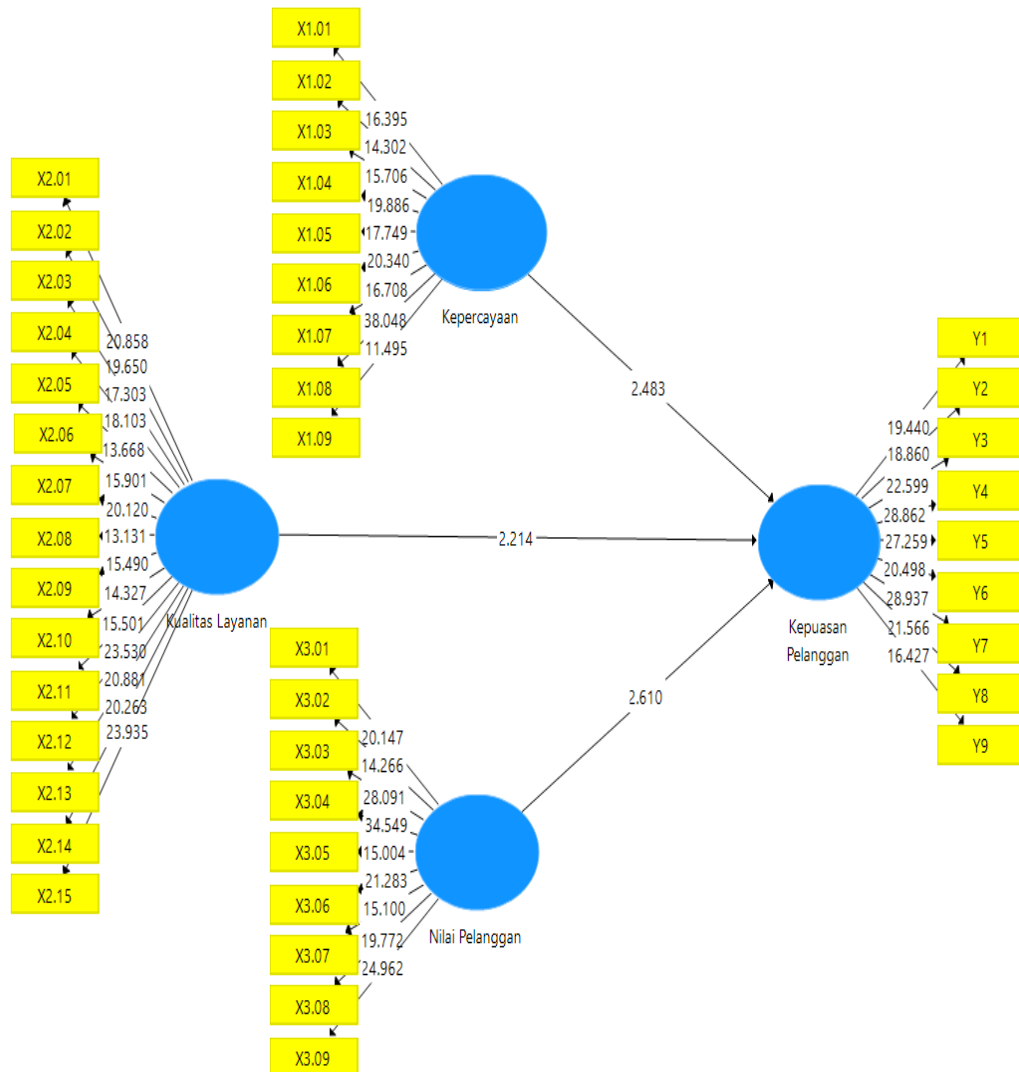 X1.01
X1.02
X1.03
X1.04
X1.05
X1.06
X1.07
X1.08
X1.09
16.395
14.302
15.706
19.886
17.749
20.340
16.708
38.048
11.495
Kepercayaan
2.483
X2.01
X2.02
X2.03
X2.04
X2.05
X2.06
X2.07
X2.08
X2.09
X2.10
X2.11
X2.12
X2.13
X2.14
X2.15
20.858
19.650
17.303
18.103
13.668
15.901
20.120
13.131
15.490
14.327
15.501
23.530
20.881
20.263
23.935
Kualitas Layanan
2.214
X3.01
X3.02
X3.03
X3.04
X3.05
X3.06
X3.07
X3.08
X3.09
20.147
14.266
28.091
34.549
15.004
21.283
15.100
19.772
24.962
Nilai Pelanggan
2.610
Kepuasan
Pelanggan
19.440
18.860
22.599
28.862
27.259
20.498
28.937
21.566
16.427
Y1
Y2
Y3
Y4
Y5
Y6
Y7
Y8
Y9